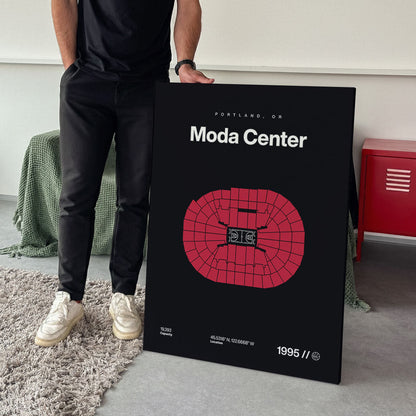 PORTLAND, OR
Moda Center
19,393
Capacity
45.5316° N, 122.6668° W
Location
1995 //